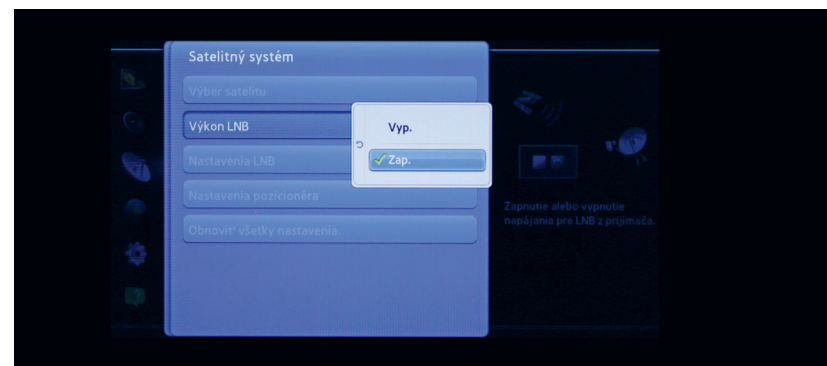 Satelitný systém
Výber satelitu
Výkon LNB
Vyp.
Zap.
Nastavenia LNB
Nastavenia pozicionéra
Obnoviť všetky nastavenia.
Zapnutie alebo vypnutie
napájania pre LNB z prijímača.